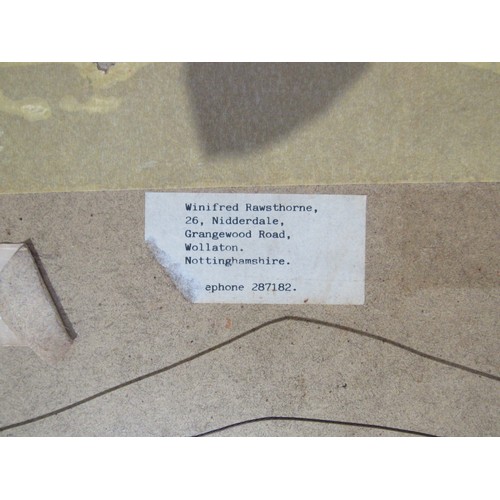 Winifred Rawsthorne,
26, Nidderdale,
Grangewood Road,
Wollaton.
Nottinghamshire.
ephone 287182.